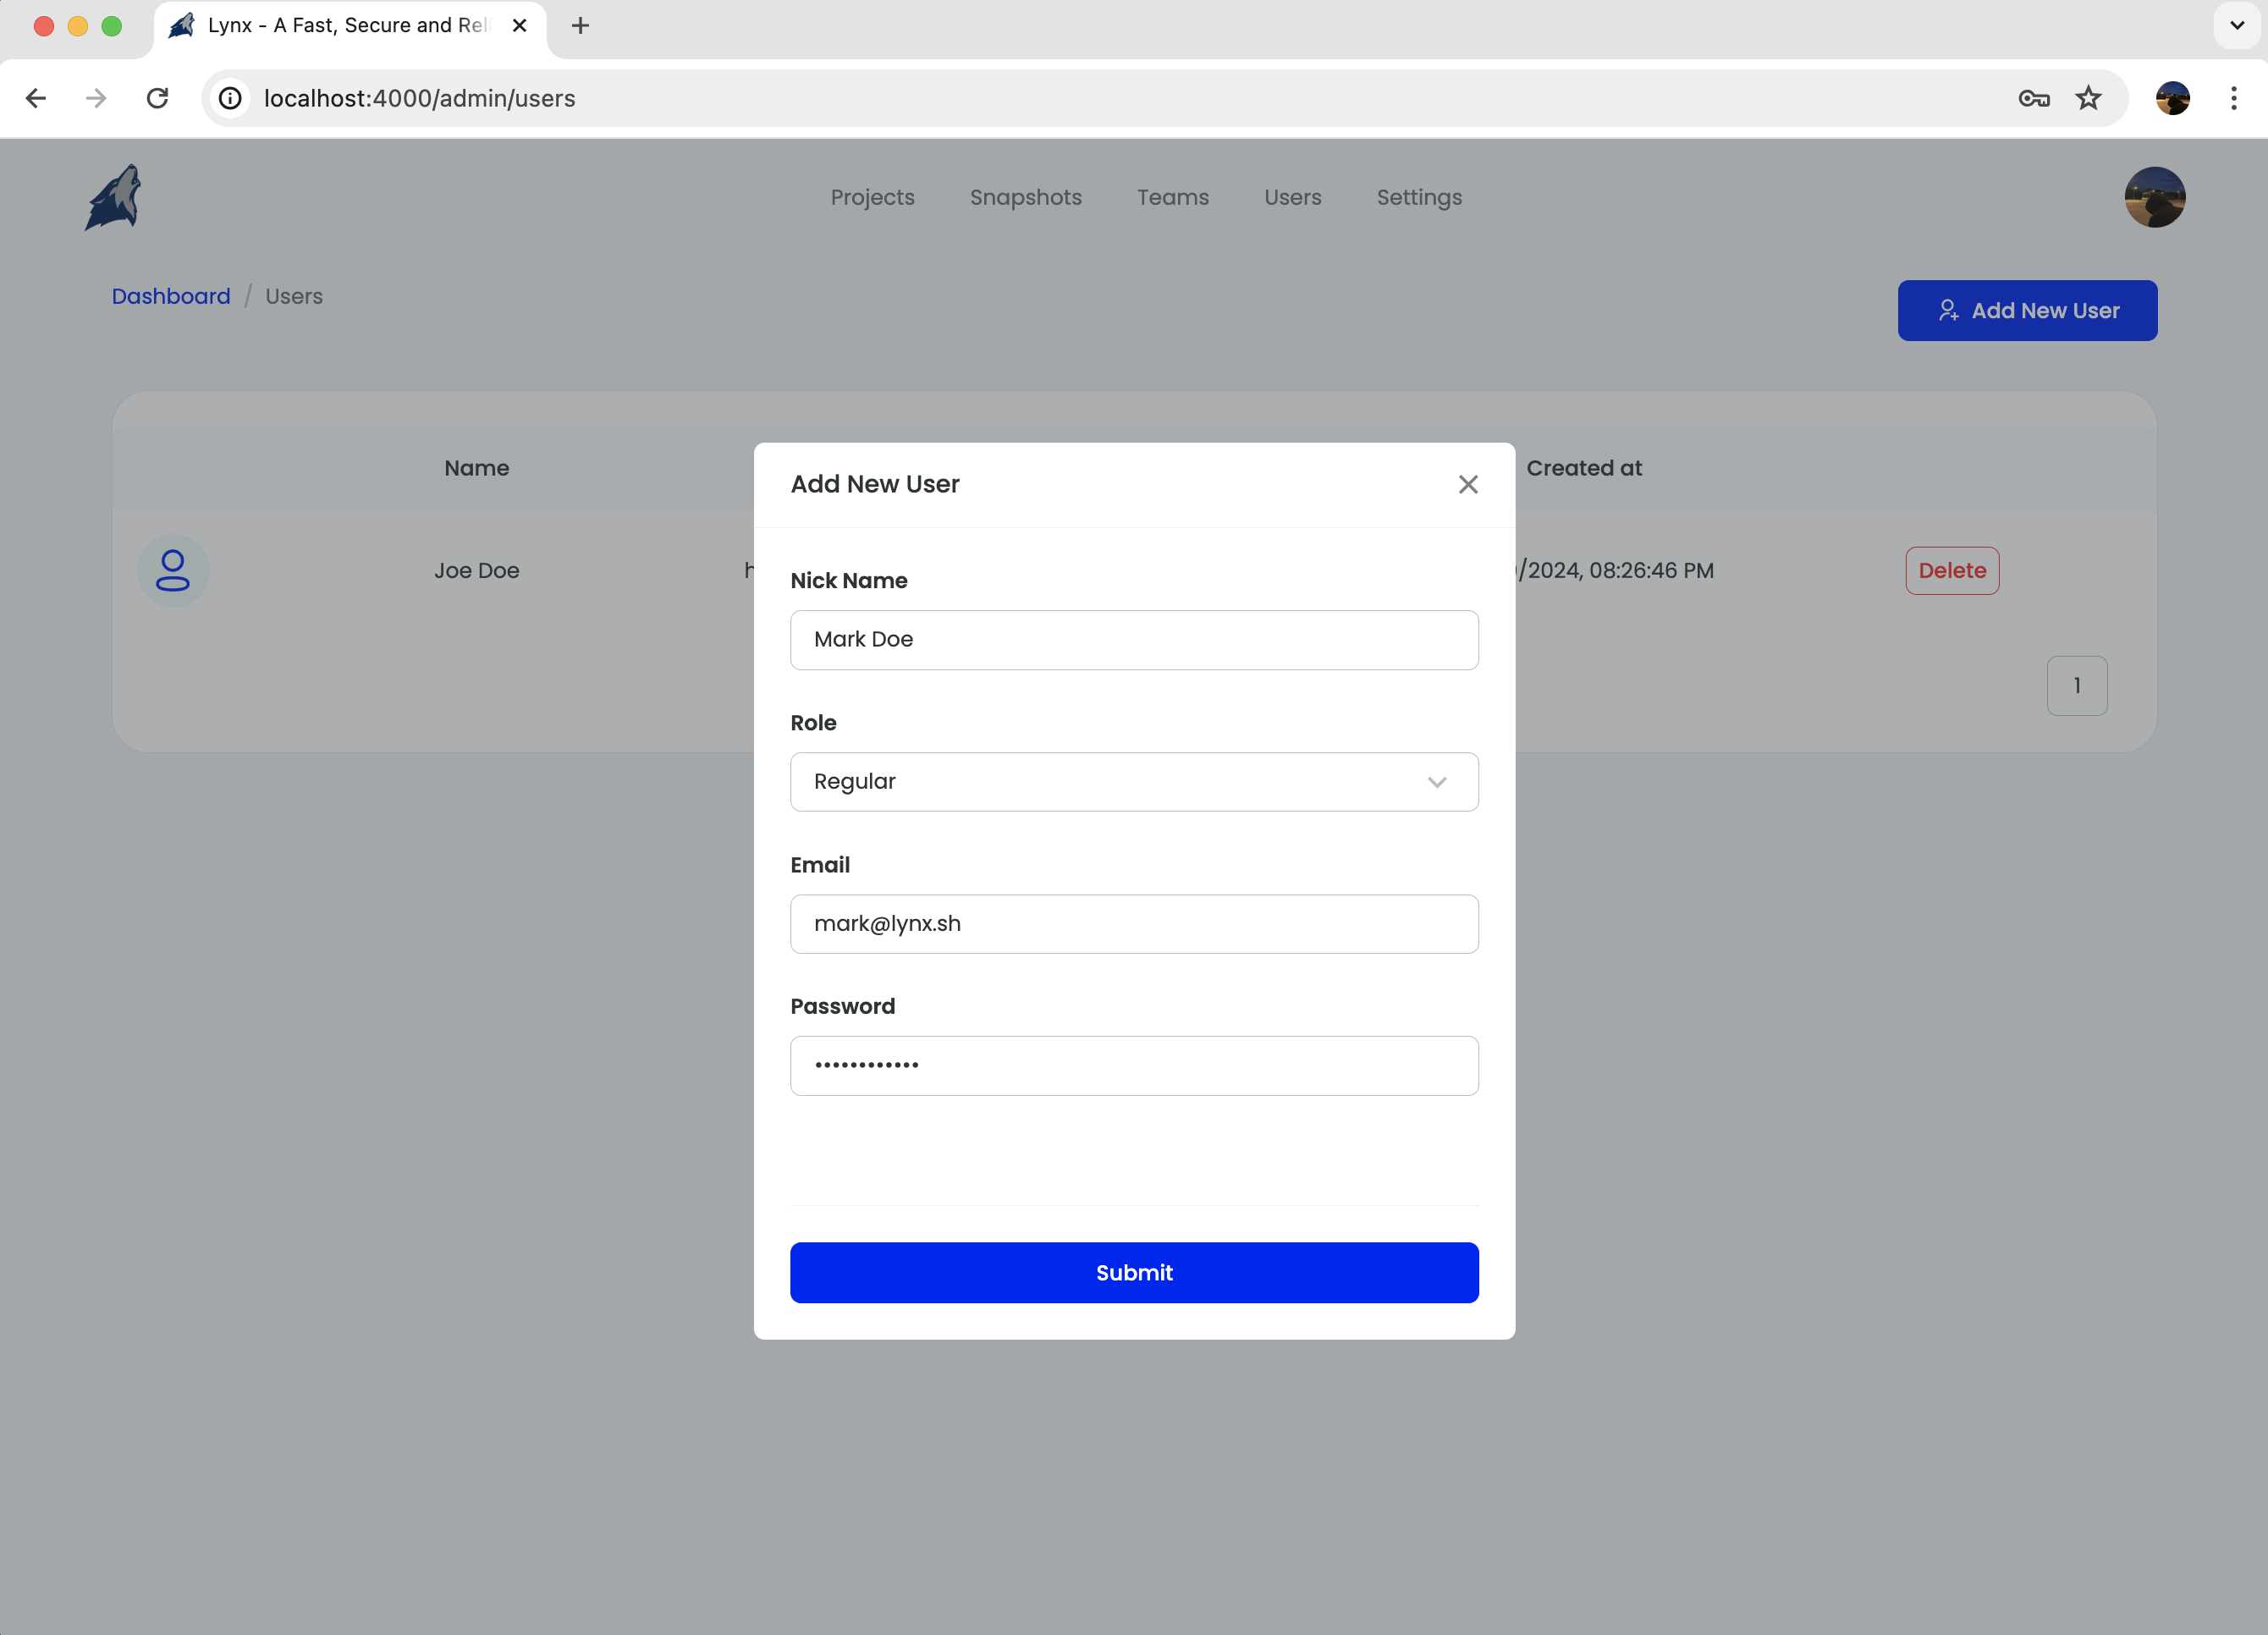 Lynx - A Fast, Secure and Reli
localhost:4000/admin/users
Projects Snapshots Teams Users Settings
Dashboard / Users
Add New User
Name Created at
Joe Doe h /2024, 08:26:46 PM Delete
1
Add New User
Nick Name
Mark Doe
Role
Regular
Email
mark@lynx.sh
Password
••••••••••••
Submit